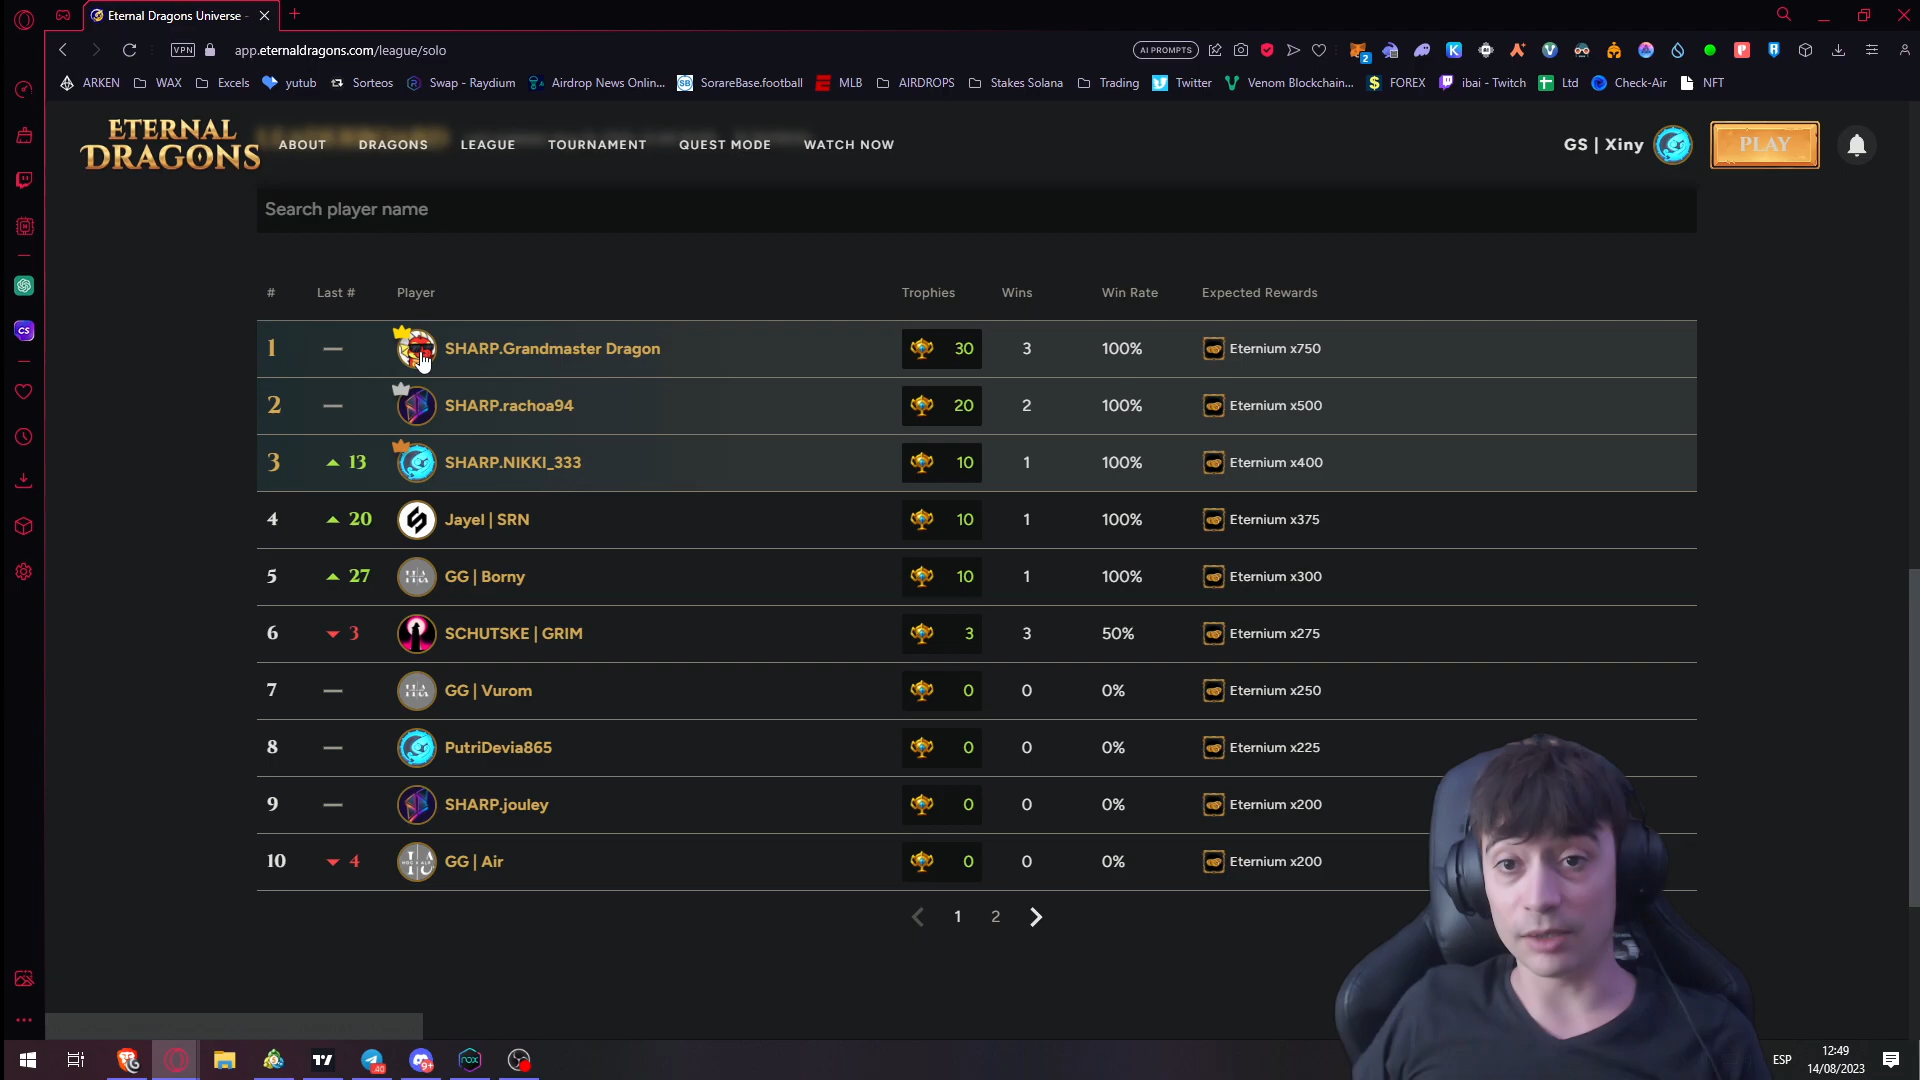 Eternal Dragons Universe -
VPN
app.eternaldragons.com/league/solo
AI PROMPTS
2
ARKEN
WAX
Excels
yutub
Sorteos
Swap - Raydium
Airdrop News Onlin...
SorareBase.football
MLB
AIRDROPS
Stakes Solana
Trading
Twitter
Venom Blockchain...
FOREX
ibai - Twitch
Ltd
Check-Air
NFT
ETERNAL
DRAGONS
ABOUT
DRAGONS
LEAGUE
TOURNAMENT
QUEST MODE
WATCH NOW
GS | Xiny
PLAY
Search player name
# Last # Player Trophies Wins Win Rate Expected Rewards
1 — SHARP.Grandmaster Dragon 30 3 100% Eternium x750
2 — SHARP.rachoa94 20 2 100% Eternium x500
3 13 SHARP.NIKKI_333 10 1 100% Eternium x400
4 20 Jayel | SRN 10 1 100% Eternium x375
5 27 GG | Borny 10 1 100% Eternium x300
6 3 SCHUTSKE | GRIM 3 3 50% Eternium x275
7 — GG | Vurom 0 0 0% Eternium x250
8 — PutriDevia865 0 0 0% Eternium x225
9 — SHARP.jouley 0 0 0% Eternium x200
10 4 GG | Air 0 0 0% Eternium x200
1 2
CS
ESP
12:49
14/08/2023